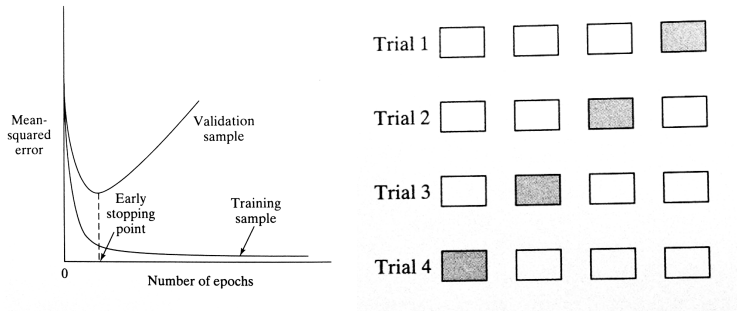 Mean-
squared
error
Validation
sample
Early
stopping
point
Training
sample
0
Number of epochs
Trial 1
Trial 2
Trial 3
Trial 4